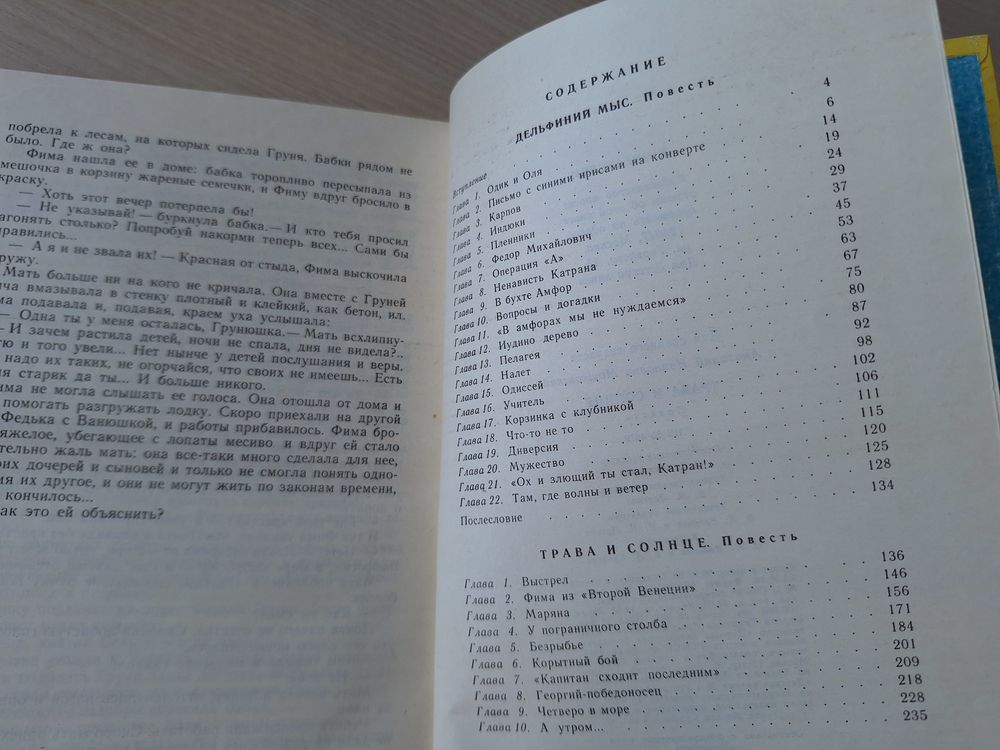 побрела к лесам, на которых сидела Груня. Бабки рядом не
было. Где ж она?
Фима нашла ее в доме: бабка торопливо пересыпала из
мешочка в корзину жареные семечки, и Фиму вдруг бросило в
краску.
— Хоть этот вечер потерпела бы!
— Не указывай! — буркнула бабка.— И кто тебя просил
агонять столько? Попробуй накорми теперь всех... Сами бы
правились...
— А я и не звала их! — Красная от стыда, Фима выскочила
ружу.
Мать больше ни на кого не кричала. Она вместе с Груней
ича вмазывала в стенку плотный и клейкий, как бетон, ил.
ма подавала и, подавая, краем уха услышала:
— Одна ты у меня осталась, Грунюшка.— Мать всхлипну-
— И зачем растила детей, ночи не спала, дня не видела?..
тю и того увели... Нет нынче у детей послушания и веры.
надо их таких, не огорчайся, что своих не имеешь... Есть
ня старик да ты... И больше никого.
има не могла слышать ее голоса. Она отошла от дома и
помогать разгружать лодку. Скоро приехали на другой
Федька с Ванюшкой, и работы прибавилось. Фима бро-
яжелое, убегающее с лопаты месиво и вдруг ей стало
ительно жаль мать: она все-таки много сделала для нее,
оих дочерей и сыновей и только не смогла понять одно-
мя их другое, и они не могут жить по законам времени,
кончилось...
ак это ей объяснить?
СОДЕРЖАНИЕ
ДЕЛЬФИНИЙ МЫС. Повесть
Вступление . . . . 4
Глава 1. Одик и Оля . . . . 6
Глава 2. Письмо с синими ирисами на конверте . . . . 14
Глава 3. Карпов . . . . 19
Глава 4. Индюки . . . . 24
Глава 5. Пленники . . . . 29
Глава 6. Федор Михайлович . . . . 37
Глава 7. Операция «А» . . . . 45
Глава 8. Ненависть Катрана . . . . 53
Глава 9. В бухте Амфор . . . . 63
Глава 10. Вопросы и догадки . . . . 67
Глава 11. «В амфорах мы не нуждаемся» . . . . 75
Глава 12. Иудино дерево . . . . 80
Глава 13. Пелагея . . . . 87
Глава 14. Налет . . . . 92
Глава 15. Одиссей . . . . 98
Глава 16. Учитель . . . . 102
Глава 17. Корзинка с клубникой . . . . 106
Глава 18. Что-то не то . . . . 111
Глава 19. Диверсия . . . . 115
Глава 20. Мужество . . . . 120
Глава 21. «Ох и злющий ты стал, Катран!» . . . . 125
Глава 22. Там, где волны и ветер . . . . 128
Послесловие . . . . 134
ТРАВА И СОЛНЦЕ. Повесть
Глава 1. Выстрел . . . . 136
Глава 2. Фима из «Второй Венеции» . . . . 146
Глава 3. Маряна . . . . 156
Глава 4. У пограничного столба . . . . 171
Глава 5. Безрыбье . . . . 184
Глава 6. Корытный бой . . . . 201
Глава 7. «Капитан сходит последним» . . . . 209
Глава 8. Георгий-победоносец . . . . 218
Глава 9. Четверо в море . . . . 228
Глава 10. А утром... . . . . 235